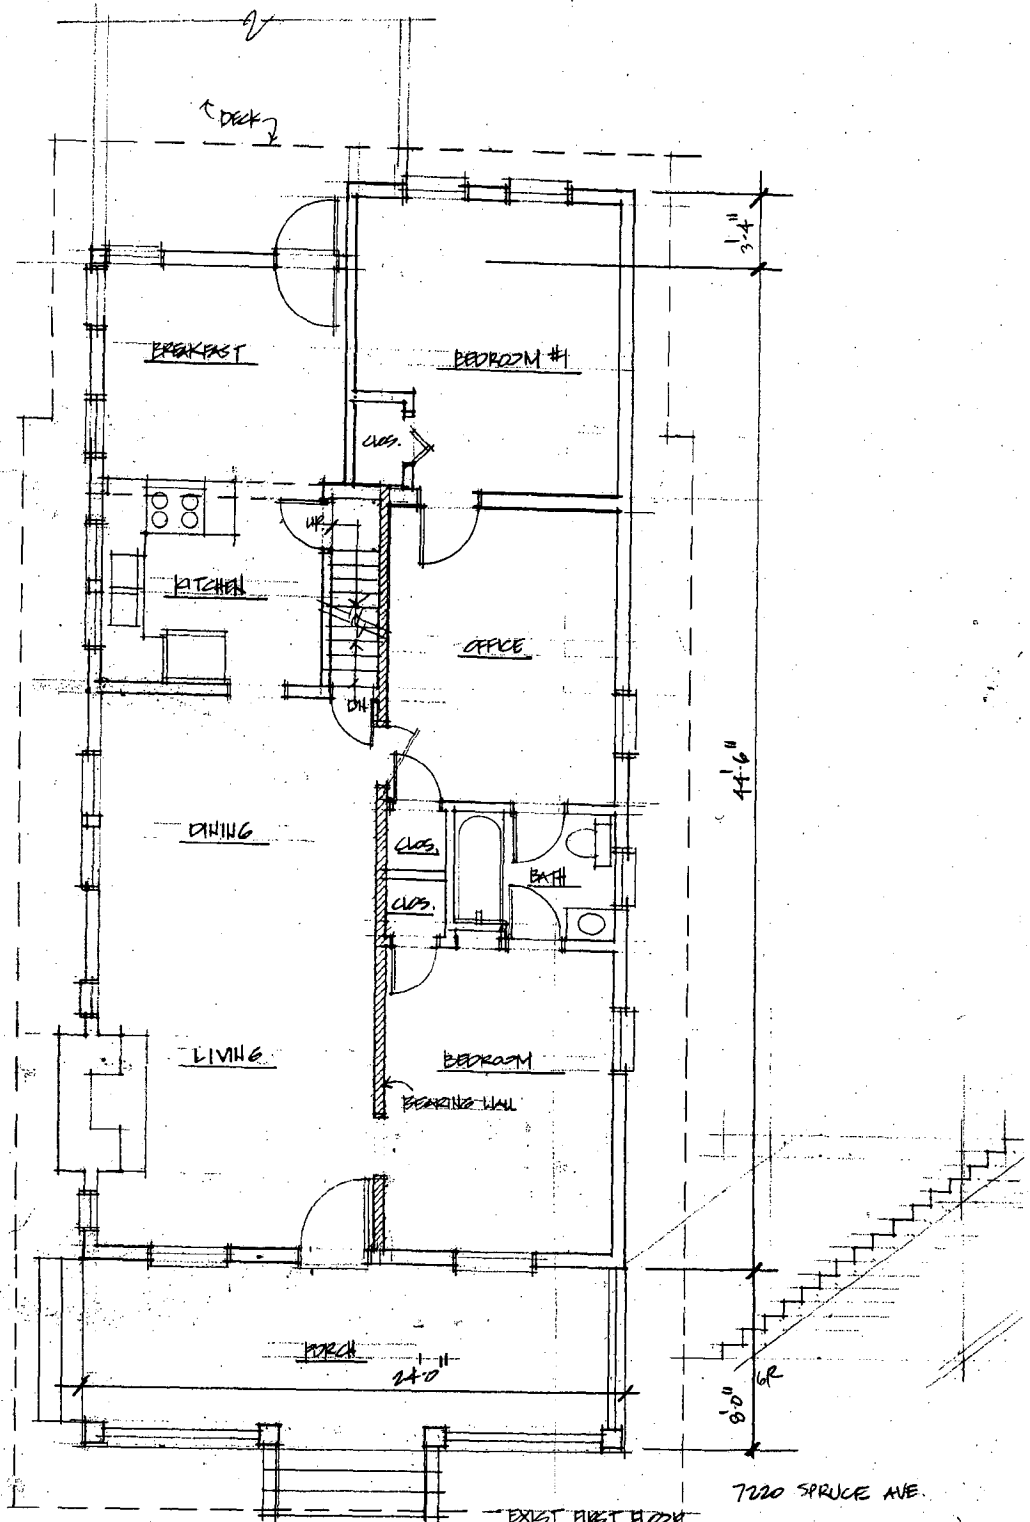 DECK
3'-4"
BREAKFAST
BEDROOM #1
CLOS.
UP
KITCHEN
OFFICE
DN
44'-6"
DINING
CLOS.
BATH
CLOS.
LIVING
BEDROOM
BEARING WALL
PORCH
24'-0"
6R
8'-0"
7220 SPRUCE AVE.
EXIST FIRST FLOOR